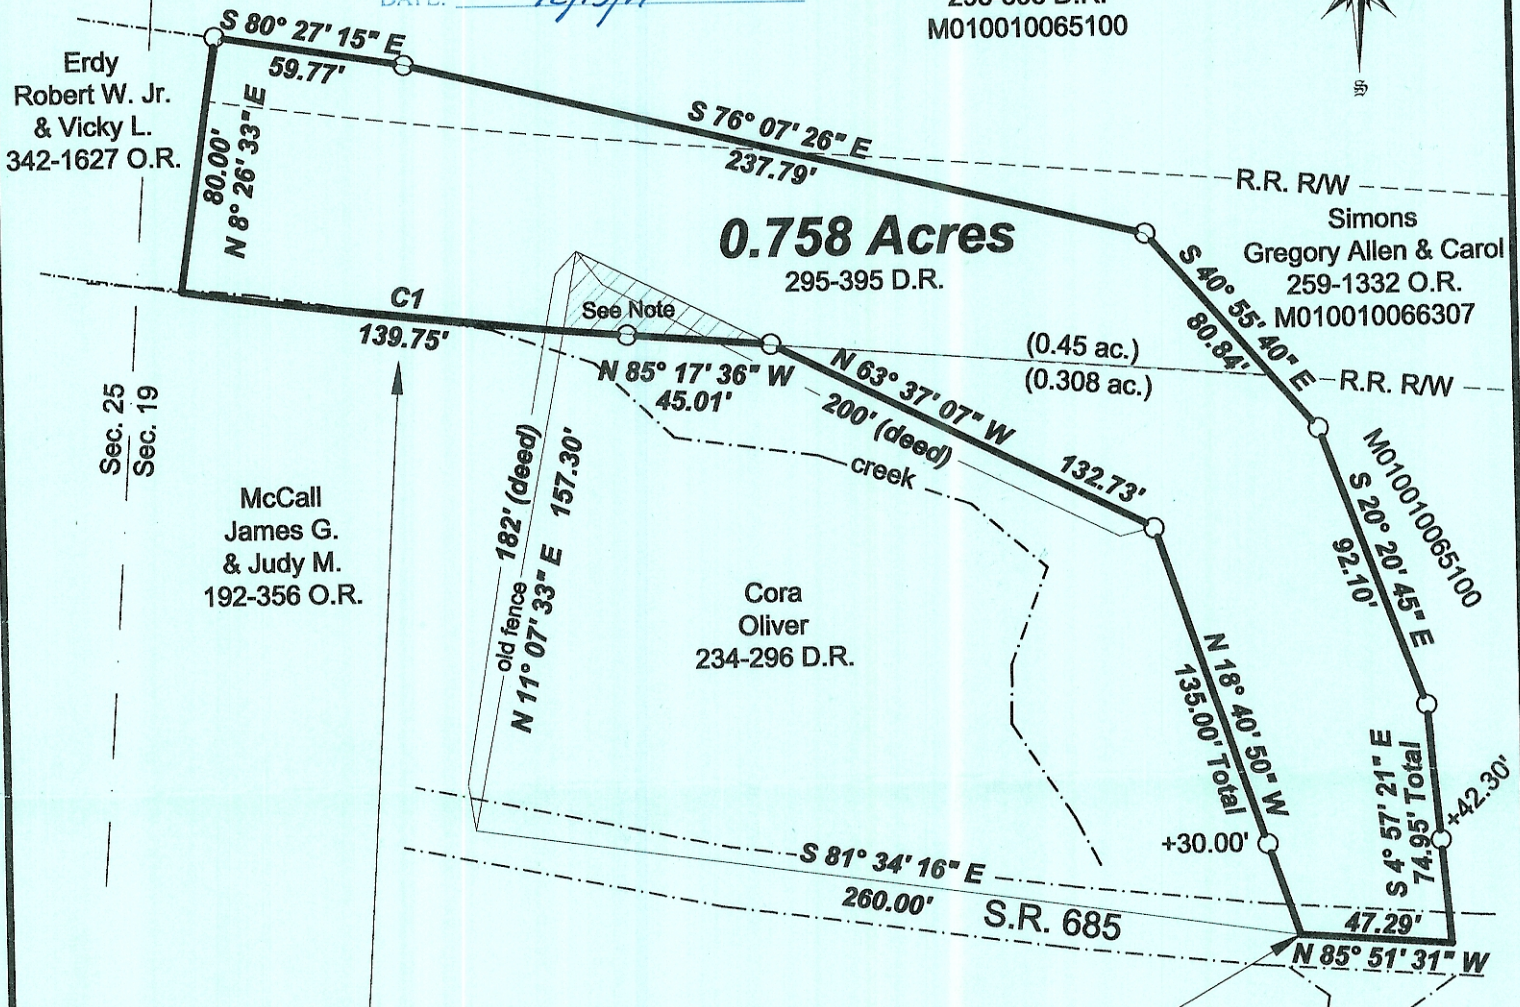 DATE:
M010010065100
S 80° 27' 15" E
59.77'
Erdy
Robert W. Jr.
& Vicky L.
342-1627 O.R.
80.00'
N 8° 26' 33" E
S 76° 07' 26" E
237.79'
R.R. R/W
0.758 Acres
295-395 D.R.
Simons
Gregory Allen & Carol
259-1332 O.R.
M010010066307
S 40° 55' 40" E
80.84'
C1
139.75'
See Note
N 85° 17' 36" W
45.01'
(0.45 ac.)
(0.308 ac.)
R.R. R/W
N 63° 37' 07" W
132.73'
200' (deed)
creek
Sec. 25
Sec. 19
McCall
James G.
& Judy M.
192-356 O.R.
old fence
182' (deed)
N 11° 07' 33" E 157.30'
Cora
Oliver
234-296 D.R.
M010010065100
S 20° 20' 45" E
92.10'
N 18° 40' 50" W
135.00' Total
+30.00'
S 4° 57' 21" E
74.95' Total
+42.30'
S 81° 34' 16" E
260.00'
S.R. 685
47.29'
N 85° 51' 31" W
S